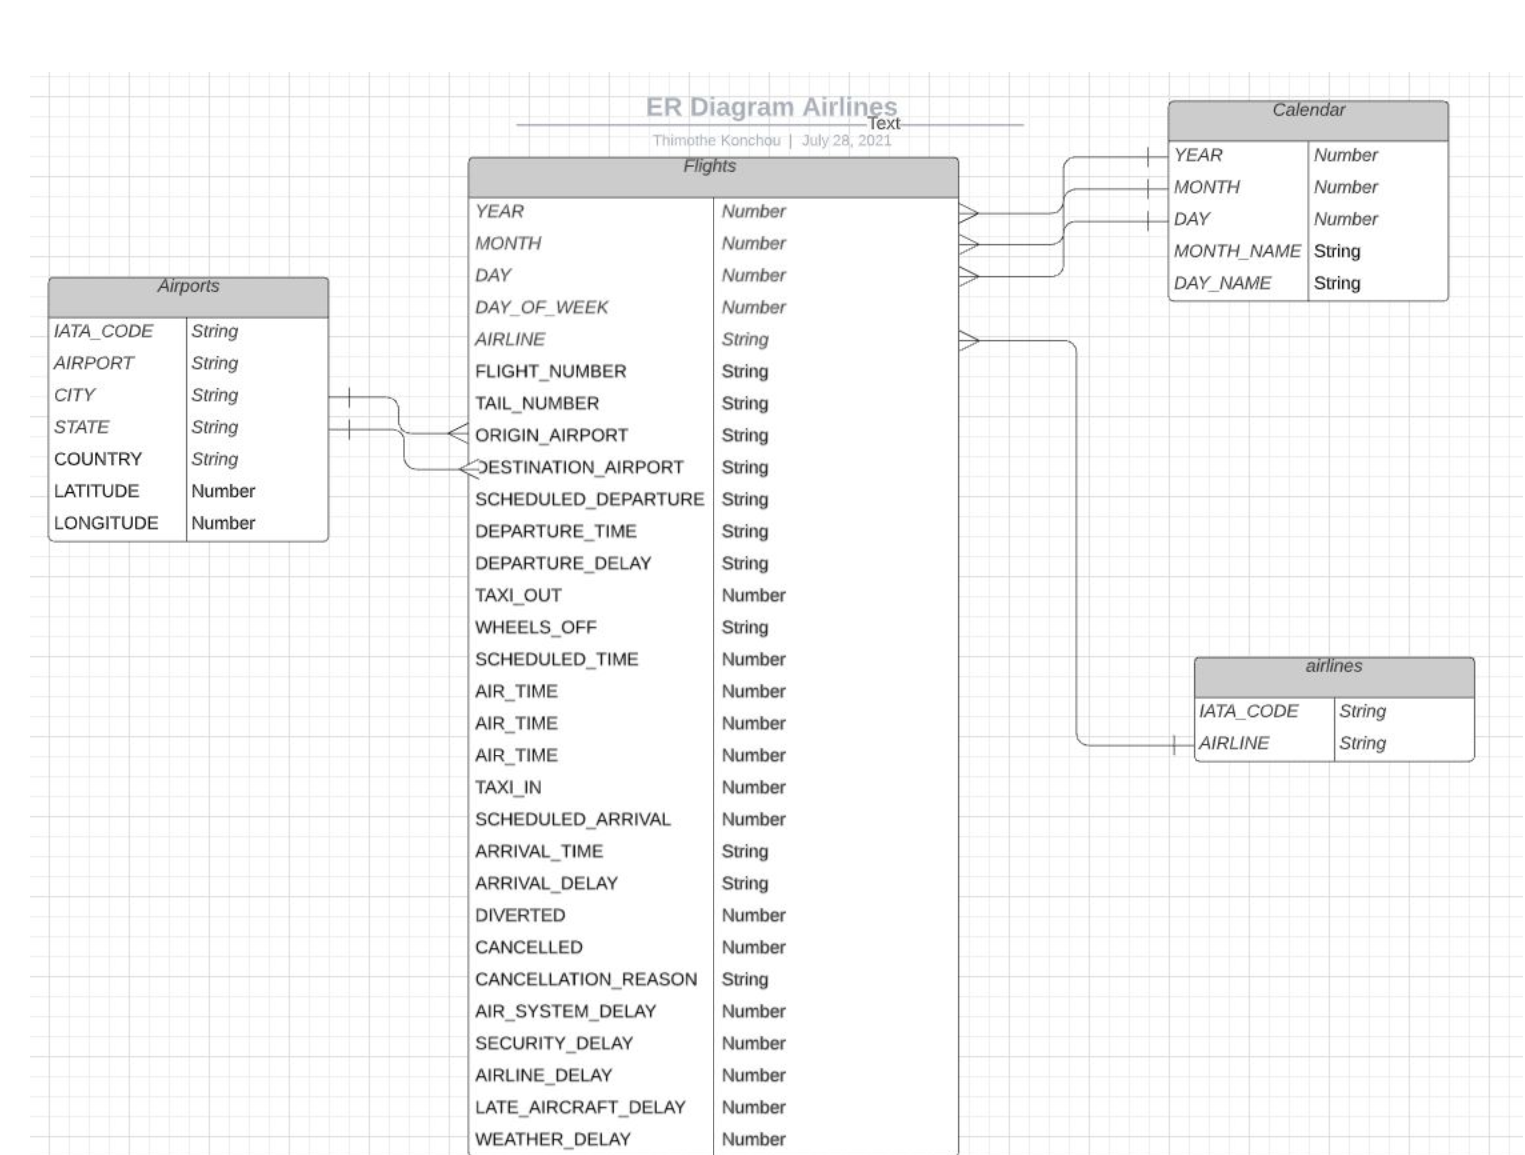 ER Diagram Airlines
Text
Thimothe Konchou | July 28, 2021
Airports
IATA_CODE String
AIRPORT String
CITY String
STATE String
COUNTRY String
LATITUDE Number
LONGITUDE Number
Flights
YEAR Number
MONTH Number
DAY Number
DAY_OF_WEEK Number
AIRLINE String
FLIGHT_NUMBER String
TAIL_NUMBER String
ORIGIN_AIRPORT String
DESTINATION_AIRPORT String
SCHEDULED_DEPARTURE String
DEPARTURE_TIME String
DEPARTURE_DELAY String
TAXI_OUT Number
WHEELS_OFF String
SCHEDULED_TIME Number
AIR_TIME Number
AIR_TIME Number
AIR_TIME Number
TAXI_IN Number
SCHEDULED_ARRIVAL Number
ARRIVAL_TIME String
ARRIVAL_DELAY String
DIVERTED Number
CANCELLED Number
CANCELLATION_REASON String
AIR_SYSTEM_DELAY Number
SECURITY_DELAY Number
AIRLINE_DELAY Number
LATE_AIRCRAFT_DELAY Number
WEATHER_DELAY Number
Calendar
YEAR Number
MONTH Number
DAY Number
MONTH_NAME String
DAY_NAME String
airlines
IATA_CODE String
AIRLINE String